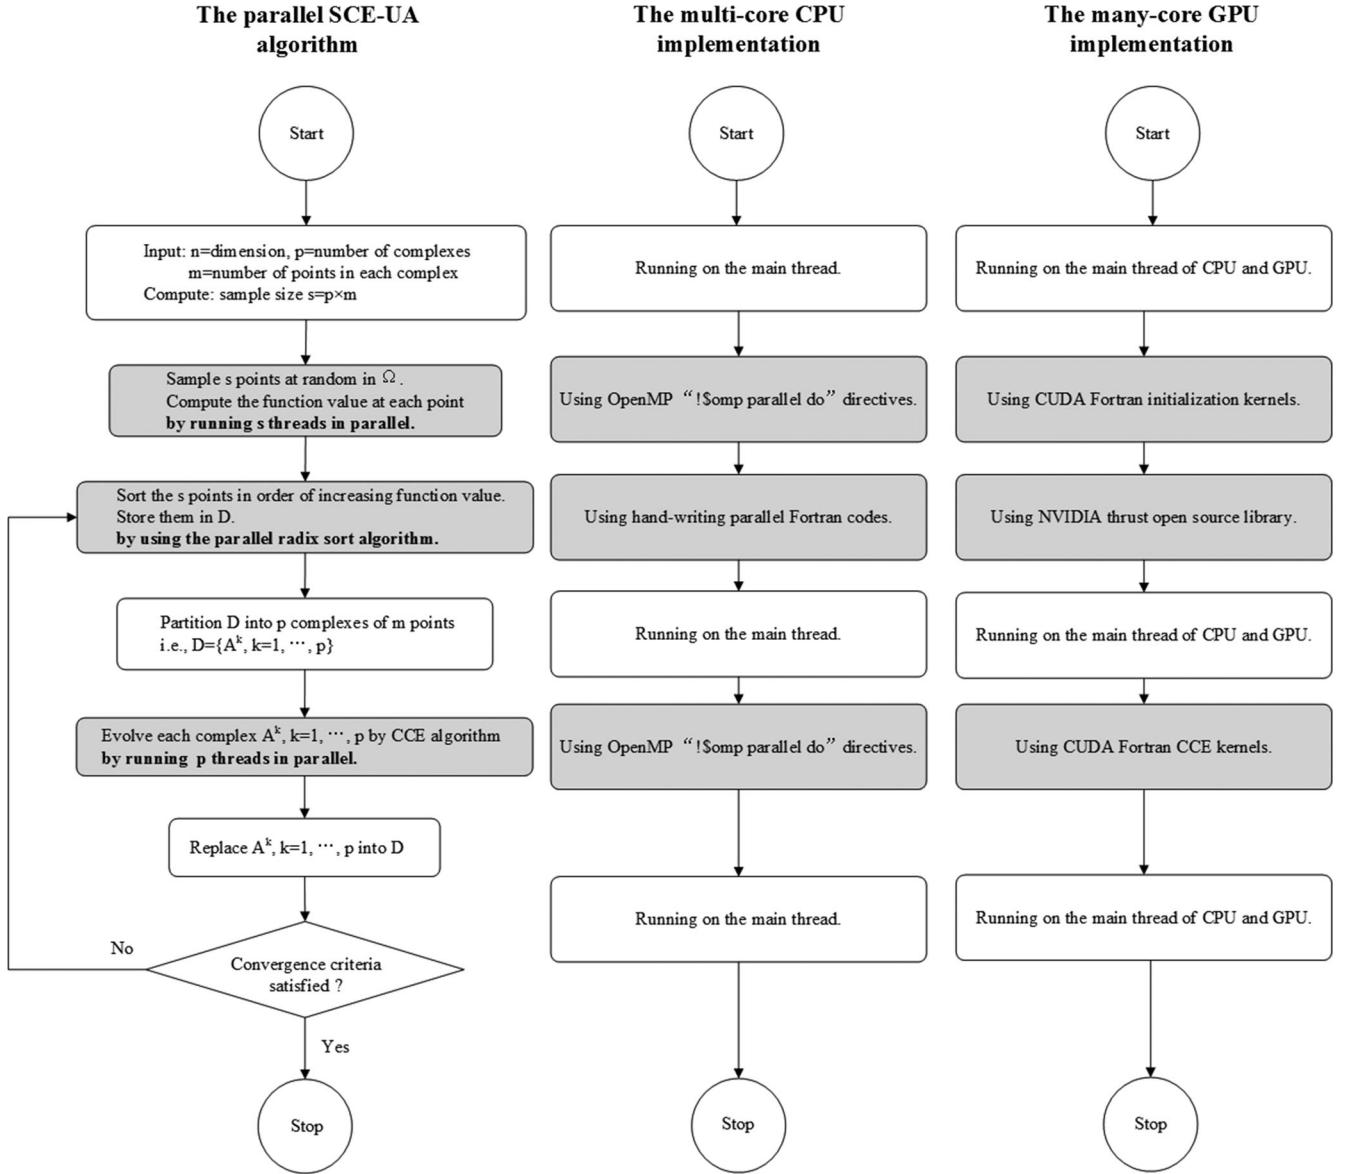 The parallel SCE-UA
algorithm
Start
Input: n=dimension, p=number of complexes
m=number of points in each complex
Compute: sample size s=p×m
Sample s points at random in Ω.
Compute the function value at each point
by running s threads in parallel.
Sort the s points in order of increasing function value.
Store them in D.
by using the parallel radix sort algorithm.
Partition D into p complexes of m points
i.e., D={Aᵏ, k=1, ⋯, p}
Evolve each complex Aᵏ, k=1, ⋯, p by CCE algorithm
by running p threads in parallel.
Replace Aᵏ, k=1, ⋯, p into D
Convergence criteria
satisfied ?
No
Yes
Stop
The multi-core CPU
implementation
Start
Running on the main thread.
Using OpenMP “!$omp parallel do” directives.
Using hand-writing parallel Fortran codes.
Running on the main thread.
Using OpenMP “!$omp parallel do” directives.
Running on the main thread.
Stop
The many-core GPU
implementation
Start
Running on the main thread of CPU and GPU.
Using CUDA Fortran initialization kernels.
Using NVIDIA thrust open source library.
Running on the main thread of CPU and GPU.
Using CUDA Fortran CCE kernels.
Running on the main thread of CPU and GPU.
Stop